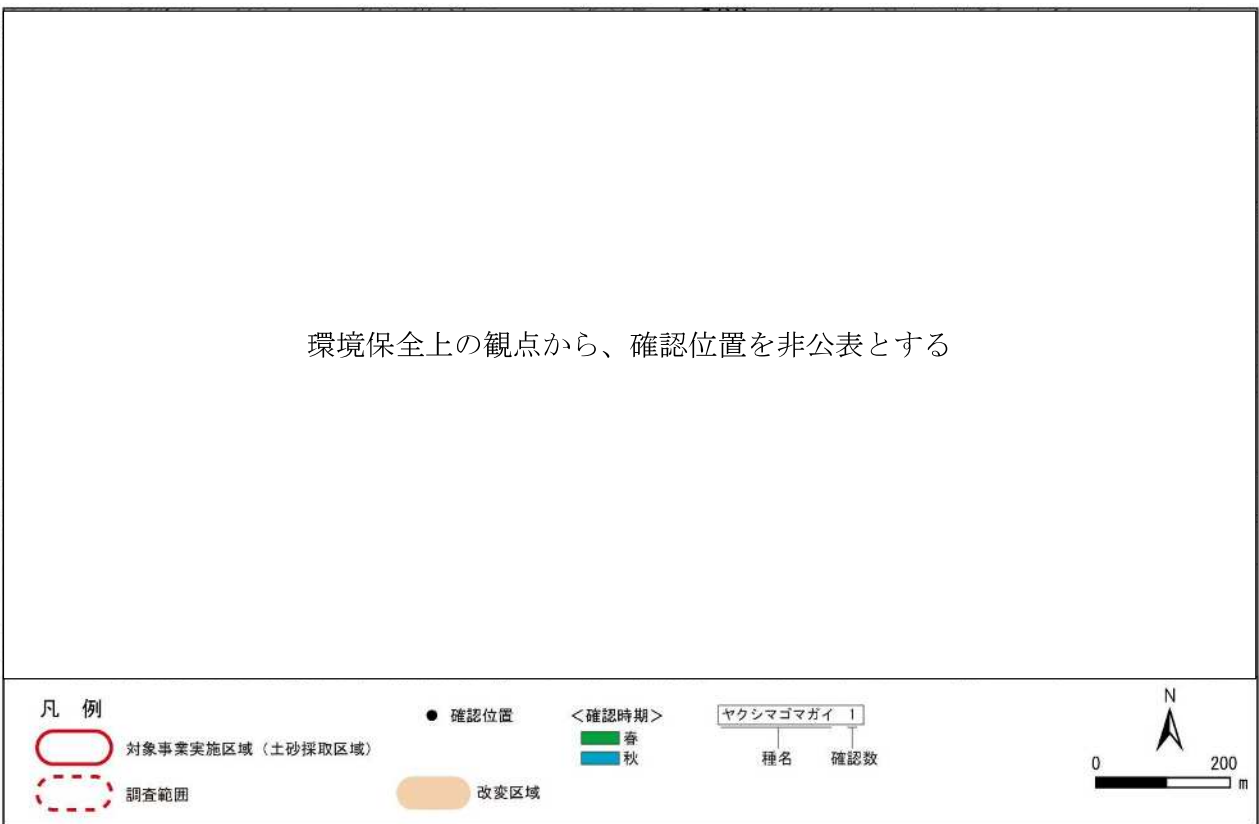 環境保全上の観点から、確認位置を非公表とする
凡 例
対象事業実施区域（土砂採取区域）
調査範囲
確認位置
改変区域
＜確認時期＞
春
秋
ヤクシマゴマガイ 1
種名 確認数
N
0 200
m